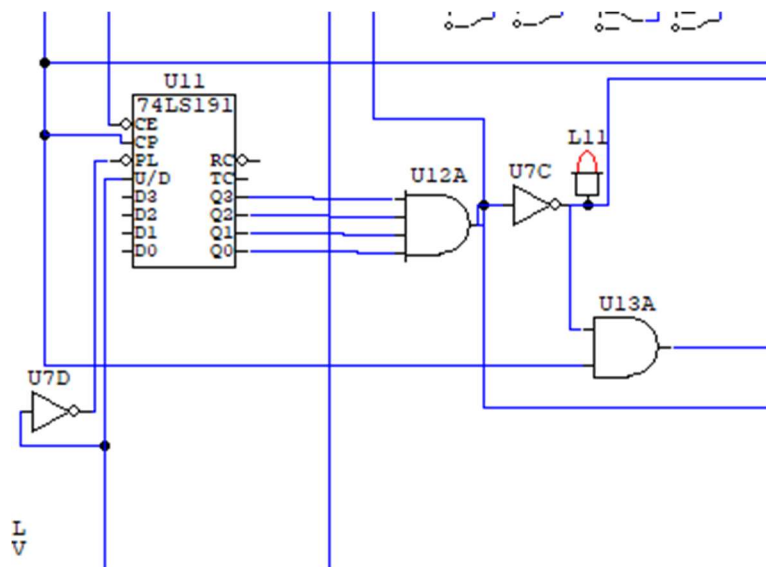 U11
74LS191
CE
CP
PL RC
U/D TC
D3 Q3
D2 Q2
D1 Q1
D0 Q0
U12A
U7C
L11
U13A
U7D
L
V